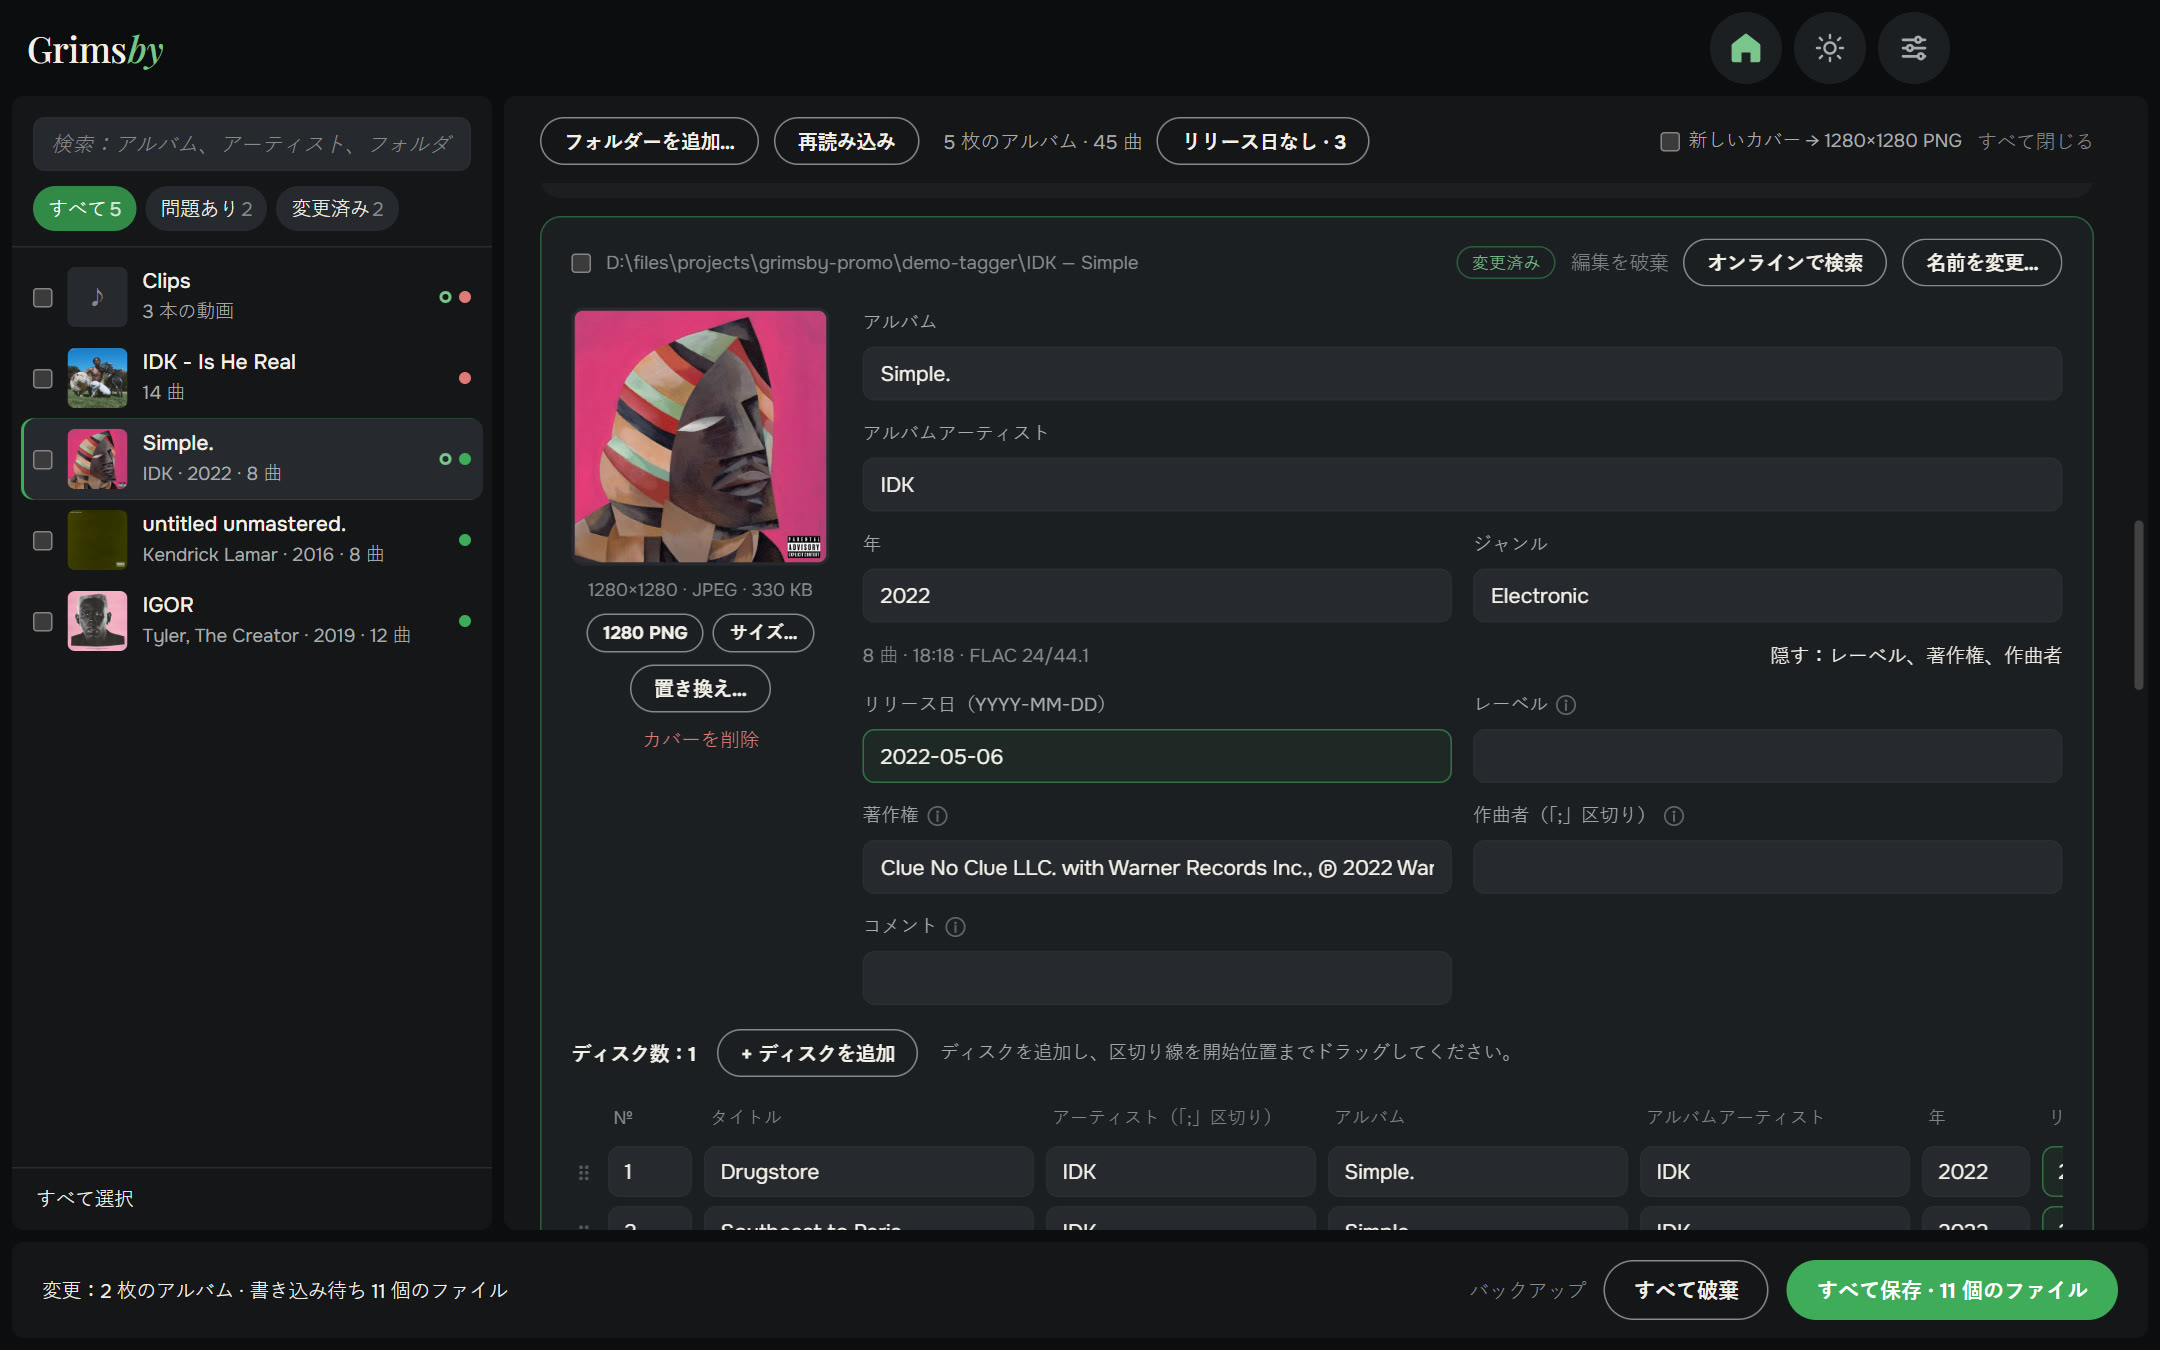 Grimsby
検索：アルバム、アーティスト、フォルダ
すべて 5
問題あり 2
変更済み 2
Clips
3 本の動画
IDK - Is He Real
14 曲
Simple.
IDK · 2022 · 8 曲
untitled unmastered.
Kendrick Lamar · 2016 · 8 曲
IGOR
Tyler, The Creator · 2019 · 12 曲
すべて選択
フォルダーを追加...
再読み込み
5 枚のアルバム · 45 曲
リリース日なし · 3
新しいカバー → 1280×1280 PNG
すべて閉じる
D:\files\projects\grimsby-promo\demo-tagger\IDK – Simple
変更済み
編集を破棄
オンラインで検索
名前を変更...
PARENTAL
ADVISORY
EXPLICIT CONTENT
1280×1280 · JPEG · 330 KB
1280 PNG
サイズ...
置き換え...
カバーを削除
アルバム
Simple.
アルバムアーティスト
IDK
年
ジャンル
2022
Electronic
8 曲 · 18:18 · FLAC 24/44.1
隠す：レーベル、著作権、作曲者
リリース日（YYYY-MM-DD）
レーベル
2022-05-06
著作権
作曲者（「;」区切り）
Clue No Clue LLC. with Warner Records Inc., ℗ 2022 War
コメント
ディスク数：1
+ ディスクを追加
ディスクを追加し、区切り線を開始位置までドラッグしてください。
№ タイトル アーティスト（「;」区切り） アルバム アルバムアーティスト 年 リ
1 Drugstore IDK Simple. IDK 2022 2
2 Southeast to Paris IDK Simple. IDK 2022 2
変更：2 枚のアルバム · 書き込み待ち 11 個のファイル
バックアップ
すべて破棄
すべて保存 · 11 個のファイル